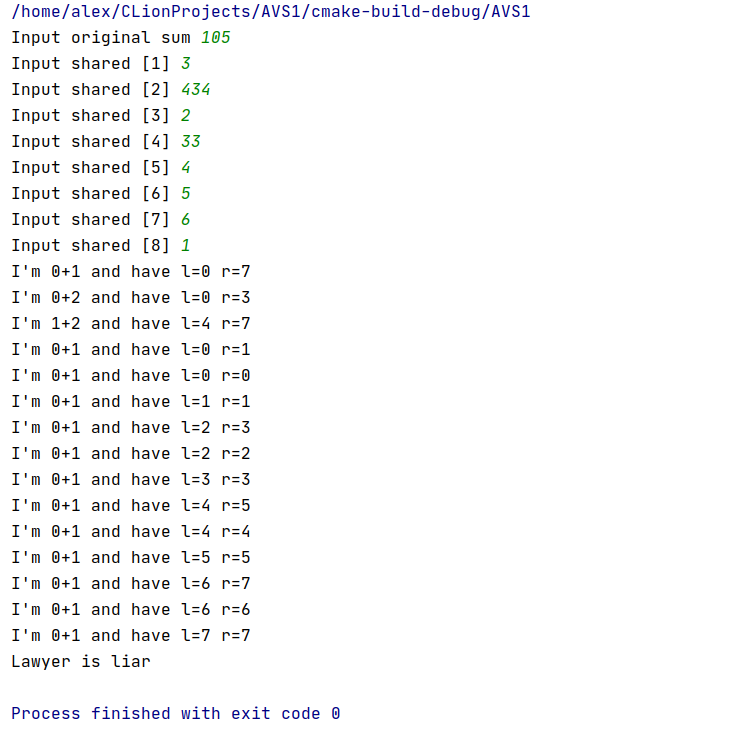 /home/alex/CLionProjects/AVS1/cmake-build-debug/AVS1
Input original sum 105
Input shared [1] 3
Input shared [2] 434
Input shared [3] 2
Input shared [4] 33
Input shared [5] 4
Input shared [6] 5
Input shared [7] 6
Input shared [8] 1
I'm 0+1 and have l=0 r=7
I'm 0+2 and have l=0 r=3
I'm 1+2 and have l=4 r=7
I'm 0+1 and have l=0 r=1
I'm 0+1 and have l=0 r=0
I'm 0+1 and have l=1 r=1
I'm 0+1 and have l=2 r=3
I'm 0+1 and have l=2 r=2
I'm 0+1 and have l=3 r=3
I'm 0+1 and have l=4 r=5
I'm 0+1 and have l=4 r=4
I'm 0+1 and have l=5 r=5
I'm 0+1 and have l=6 r=7
I'm 0+1 and have l=6 r=6
I'm 0+1 and have l=7 r=7
Lawyer is liar
Process finished with exit code 0